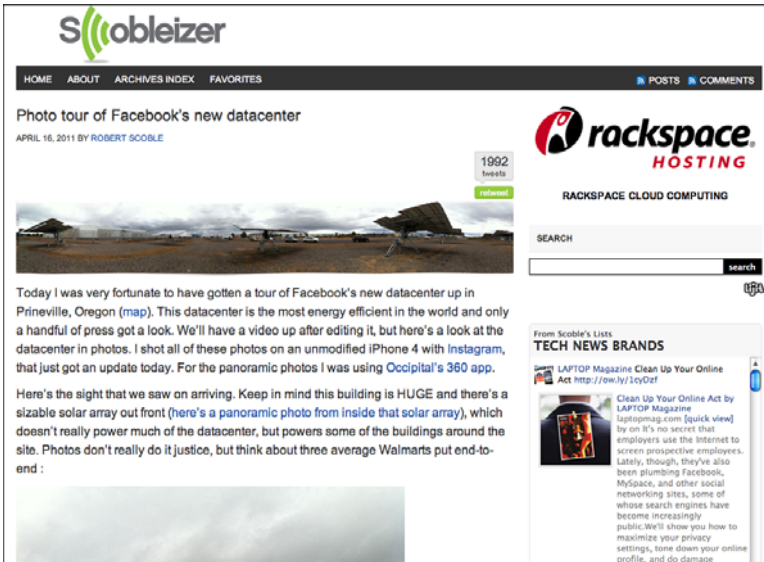 Scobleizer
HOME ABOUT ARCHIVES INDEX FAVORITES
POSTS COMMENTS
Photo tour of Facebook's new datacenter
APRIL 16, 2011 BY ROBERT SCOBLE
1992
tweets
retweet
Today I was very fortunate to have gotten a tour of Facebook's new datacenter up in
Prineville, Oregon (map). This datacenter is the most energy efficient in the world and only
a handful of press got a look. We'll have a video up after editing it, but here's a look at the
datacenter in photos. I shot all of these photos on an unmodified iPhone 4 with Instagram,
that just got an update today. For the panoramic photos I was using Occipital's 360 app.
Here's the sight that we saw on arriving. Keep in mind this building is HUGE and there's a
sizable solar array out front (here's a panoramic photo from inside that solar array), which
doesn't really power much of the datacenter, but powers some of the buildings around the
site. Photos don't really do it justice, but think about three average Walmarts put end-to-
end :
rackspace.
HOSTING
RACKSPACE CLOUD COMPUTING
SEARCH
search
From Scoble's Lists
TECH NEWS BRANDS
LAPTOP Magazine Clean Up Your Online
Act http://ow.ly/1cyDzf
Clean Up Your Online Act by
LAPTOP Magazine
laptopmag.com [quick view]
by on It's no secret that
employers use the Internet to
screen prospective employees.
Lately, though, they've also
been plumbing Facebook,
MySpace, and other social
networking sites, some of
whose search engines have
become increasingly
public.We'll show you how to
maximize your privacy
settings, tone down your online
profile, and do damage